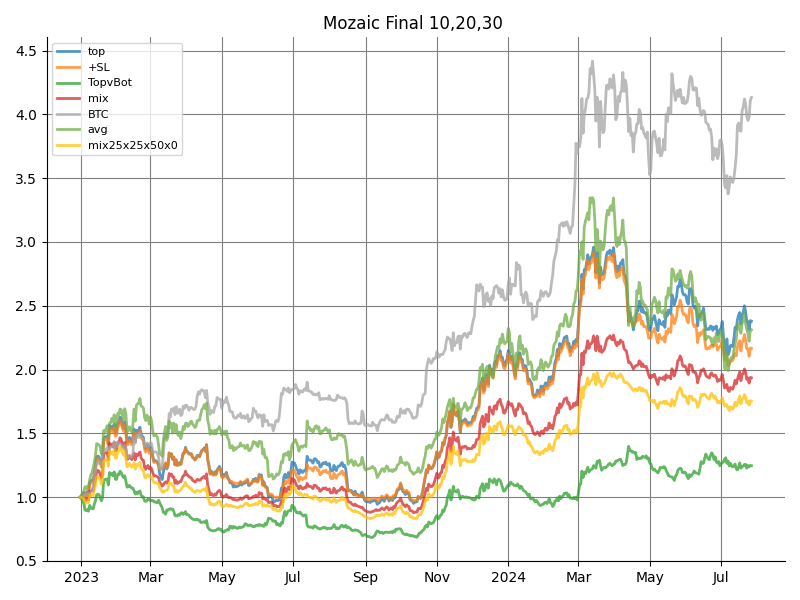 Mozaic Final 10,20,30
top
+SL
TopvBot
mix
BTC
avg
mix25x25x50x0
4.5
4.0
3.5
3.0
2.5
2.0
1.5
1.0
0.5
2023 Mar May Jul Sep Nov 2024 Mar May Jul